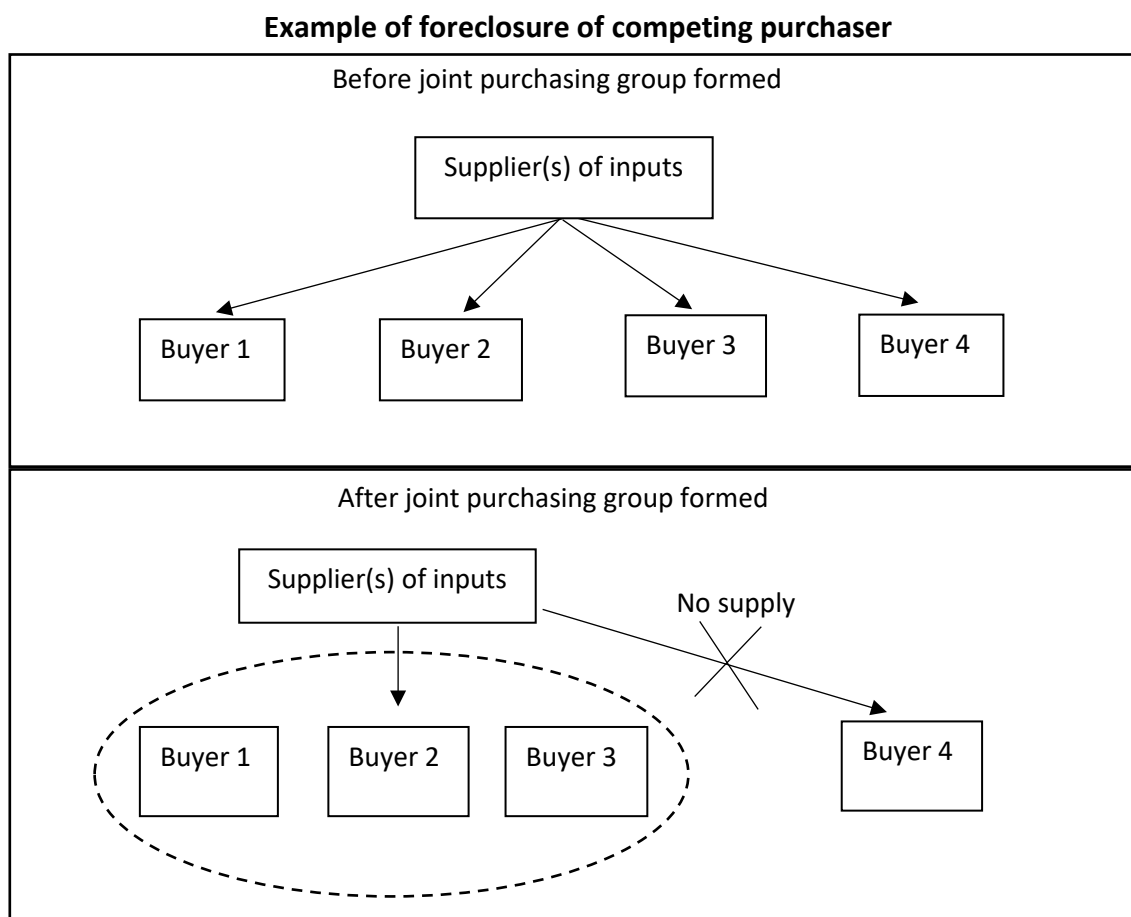 Example of foreclosure of competing purchaser
Before joint purchasing group formed
Supplier(s) of inputs
Buyer 1
Buyer 2
Buyer 3
Buyer 4
After joint purchasing group formed
Supplier(s) of inputs
No supply
Buyer 1
Buyer 2
Buyer 3
Buyer 4